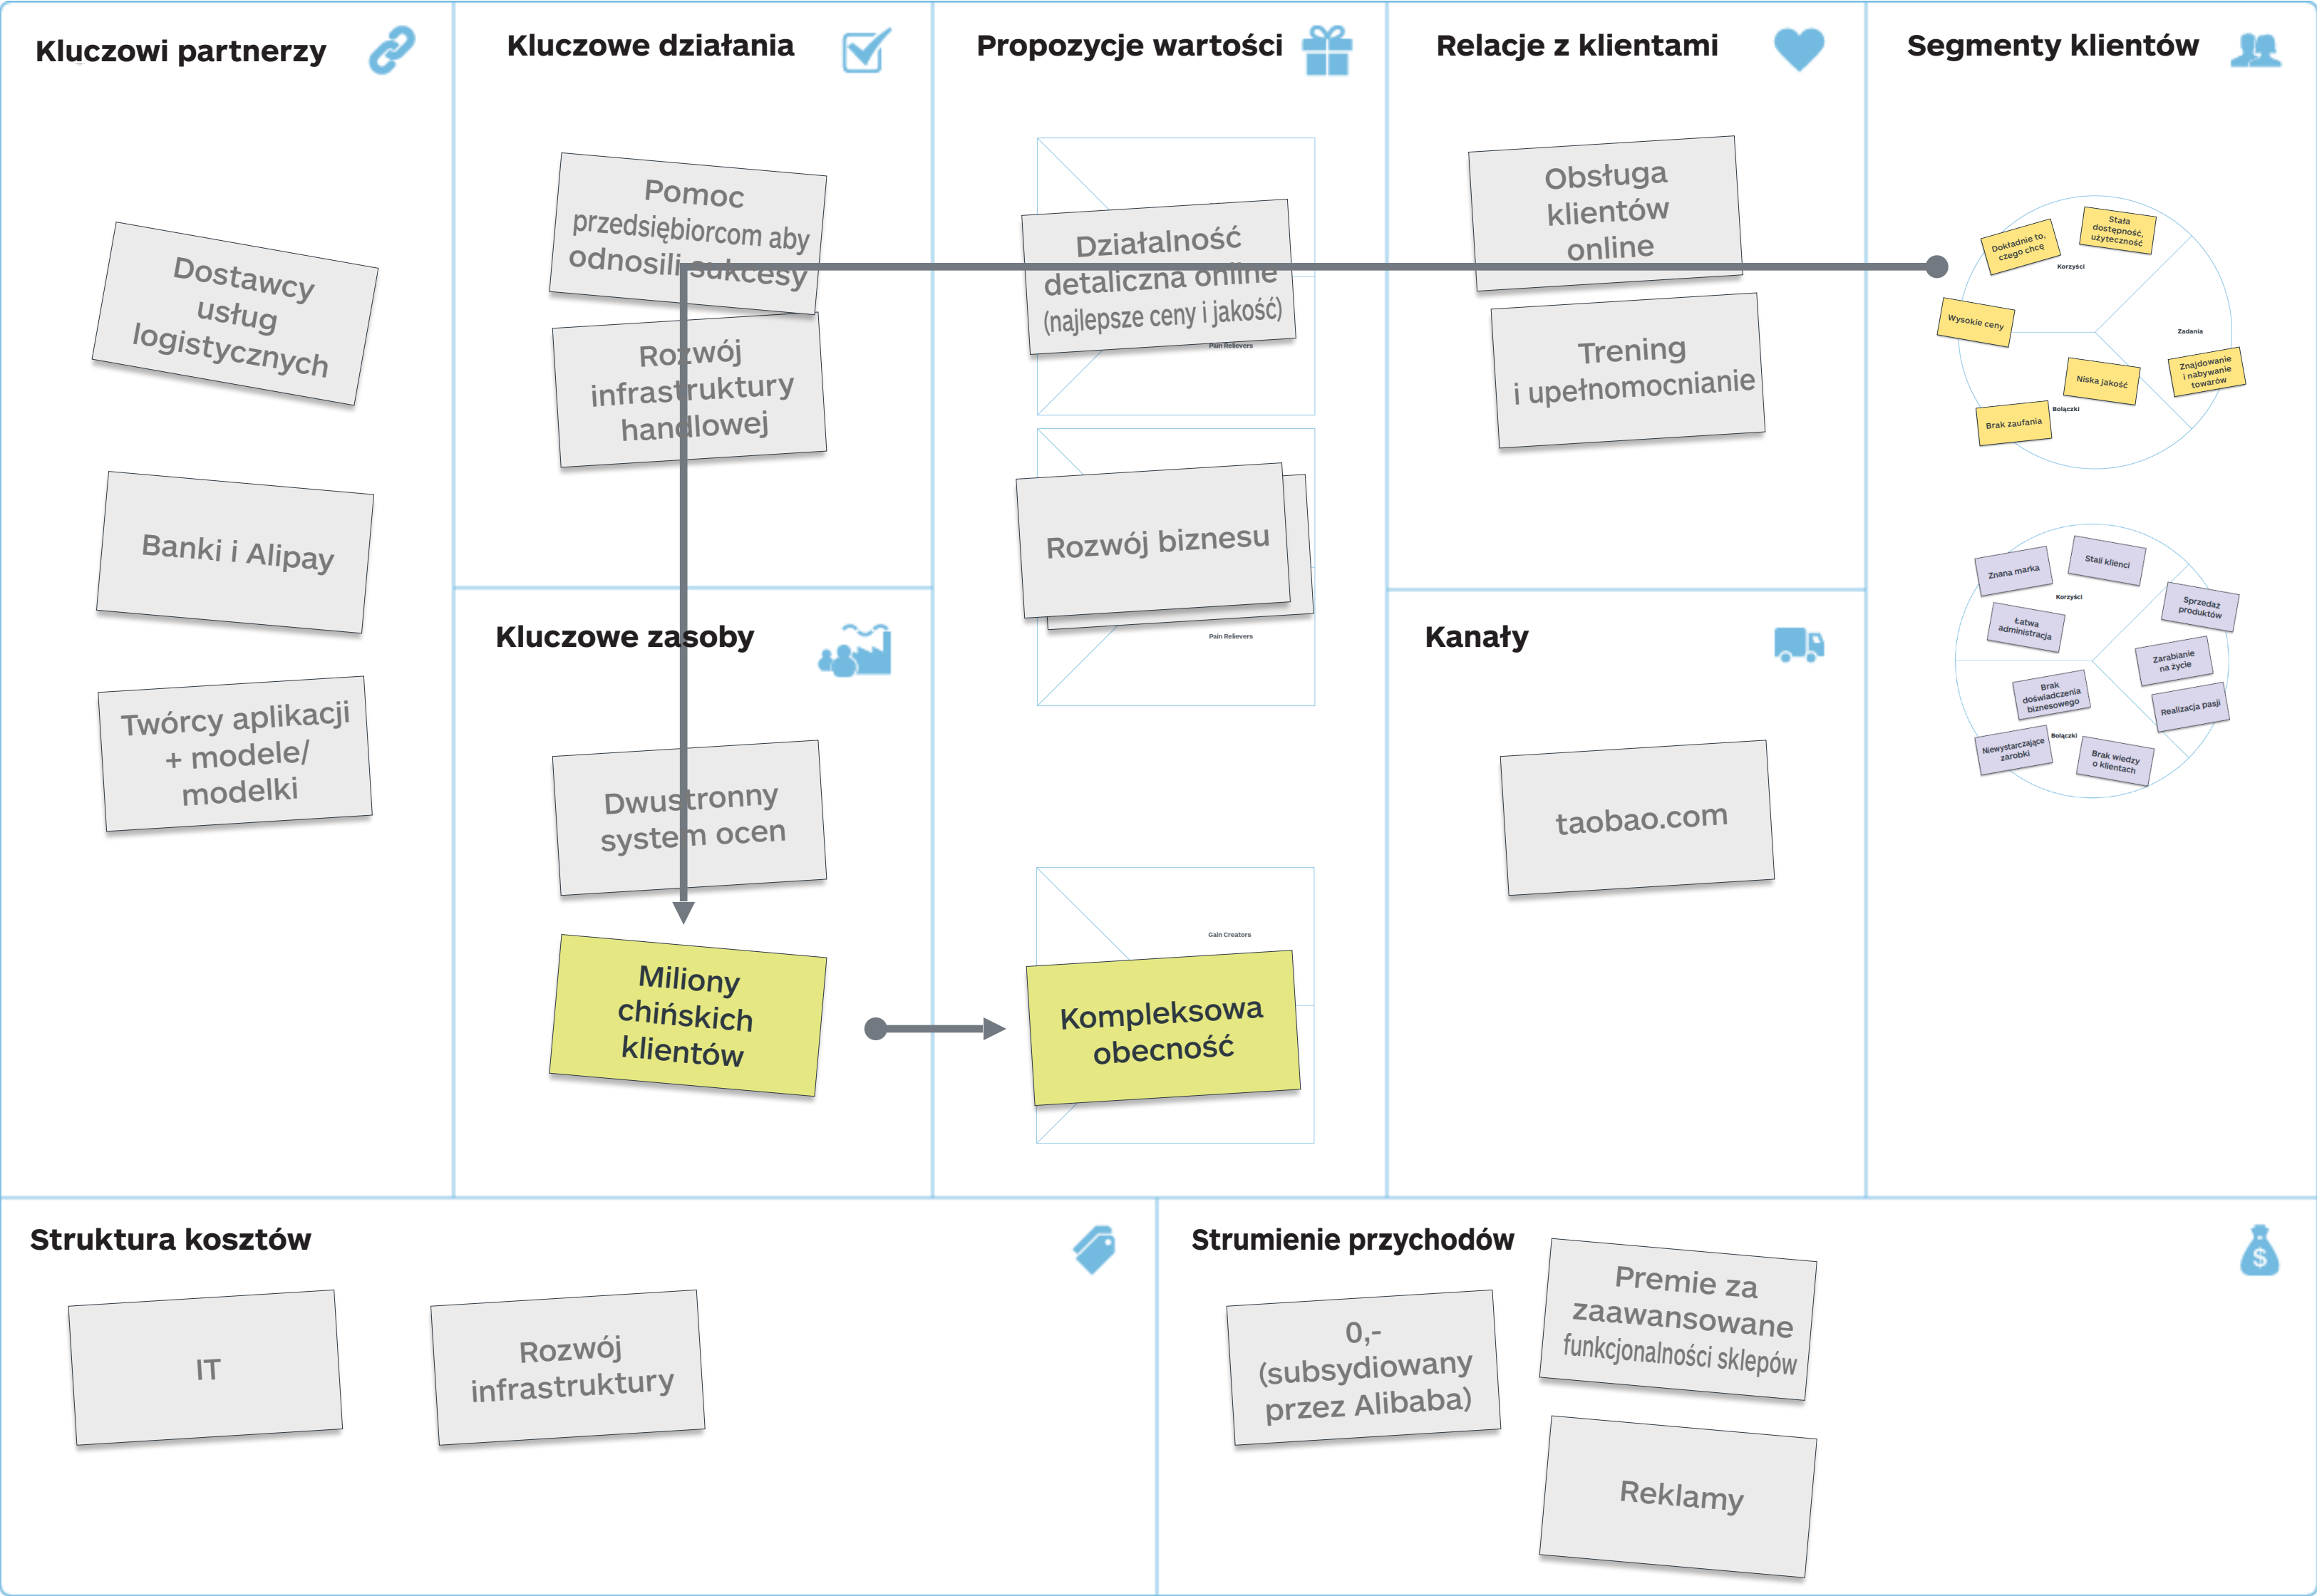 Kluczowi partnerzy
Dostawcy
usług
logistycznych
Banki i Alipay
Twórcy aplikacji
+ modele/
modelki
Kluczowe działania
Pomoc
przedsiębiorcom aby
odnosili sukcesy
Rozwój
infrastruktury
handlowej
Kluczowe zasoby
Dwustronny
system ocen
Miliony
chińskich
klientów
Propozycje wartości
Działalność
detaliczna online
(najlepsze ceny i jakość)
Pain Relievers
Rozwój biznesu
Pain Relievers
Gain Creators
Kompleksowa
obecność
Relacje z klientami
Obsługa
klientów
online
Trening
i upełnomocnianie
Kanały
taobao.com
Segmenty klientów
Dokładnie to,
czego chcę
Stała
dostępność,
użyteczność
Korzyści
Wysokie ceny
Zadania
Niska jakość
Znajdowanie
i nabywanie
towarów
Bolączki
Brak zaufania
Znana marka
Stali klienci
Korzyści
Sprzedaż
produktów
Łatwa
administracja
Zarabianie
na życie
Brak
doświadczenia
biznesowego
Realizacja pasji
Bolączki
Niewystarczające
zarobki
Brak wiedzy
o klientach
Struktura kosztów
IT
Rozwój
infrastruktury
Strumienie przychodów
0,-
(subsydiowany
przez Alibaba)
Premie za
zaawansowane
funkcjonalności sklepów
Reklamy
$